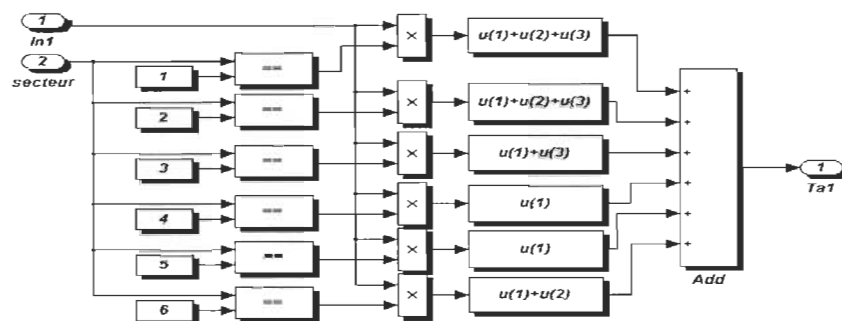 1
In1
2
secteur
1
==
×
u(1)+u(2)+u(3)
2
==
×
u(1)+u(2)+u(3)
3
==
×
u(1)+u(3)
4
==
×
u(1)
5
==
×
u(1)
6
==
×
u(1)+u(2)
+
+
+
+
+
+
Add
1
Ta1